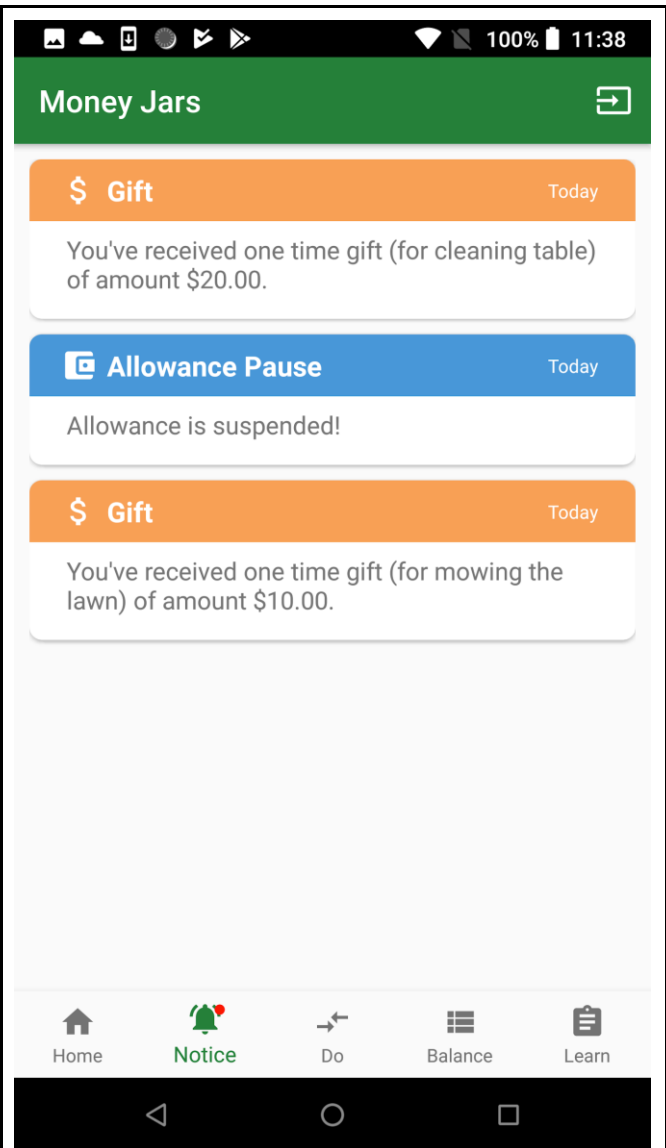 100% 11:38
Money Jars
$ Gift Today
You've received one time gift (for cleaning table)
of amount $20.00.
Allowance Pause Today
Allowance is suspended!
$ Gift Today
You've received one time gift (for mowing the
lawn) of amount $10.00.
Home Notice Do Balance Learn